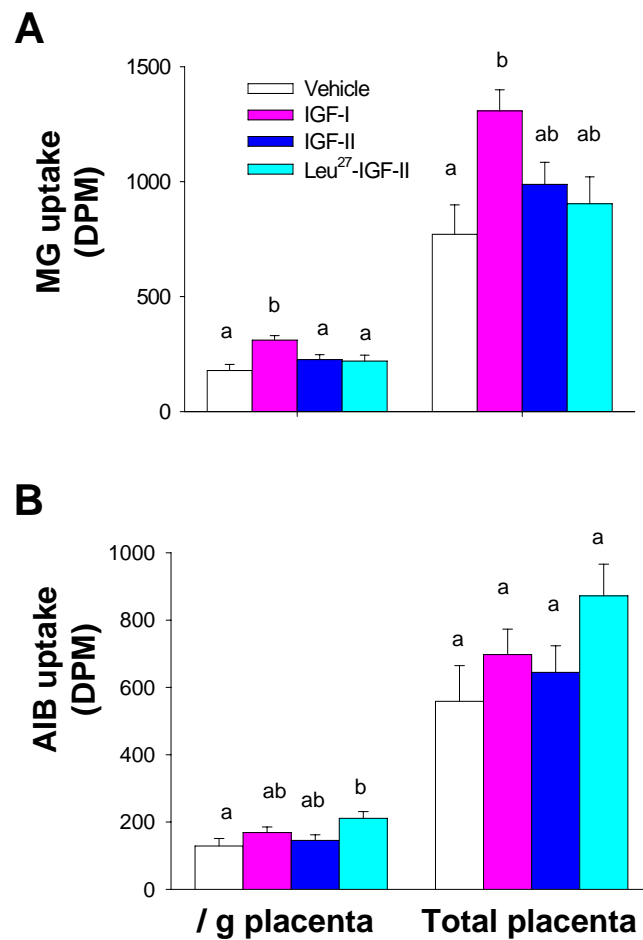 A
MG uptake
(DPM)
1500
1000
500
0
Vehicle
IGF-I
IGF-II
Leu²⁷-IGF-II
a
b
a
a
a
b
ab
ab
B
AIB uptake
(DPM)
1000
800
600
400
200
0
a
ab
ab
b
a
a
a
a
/ g placenta
Total placenta